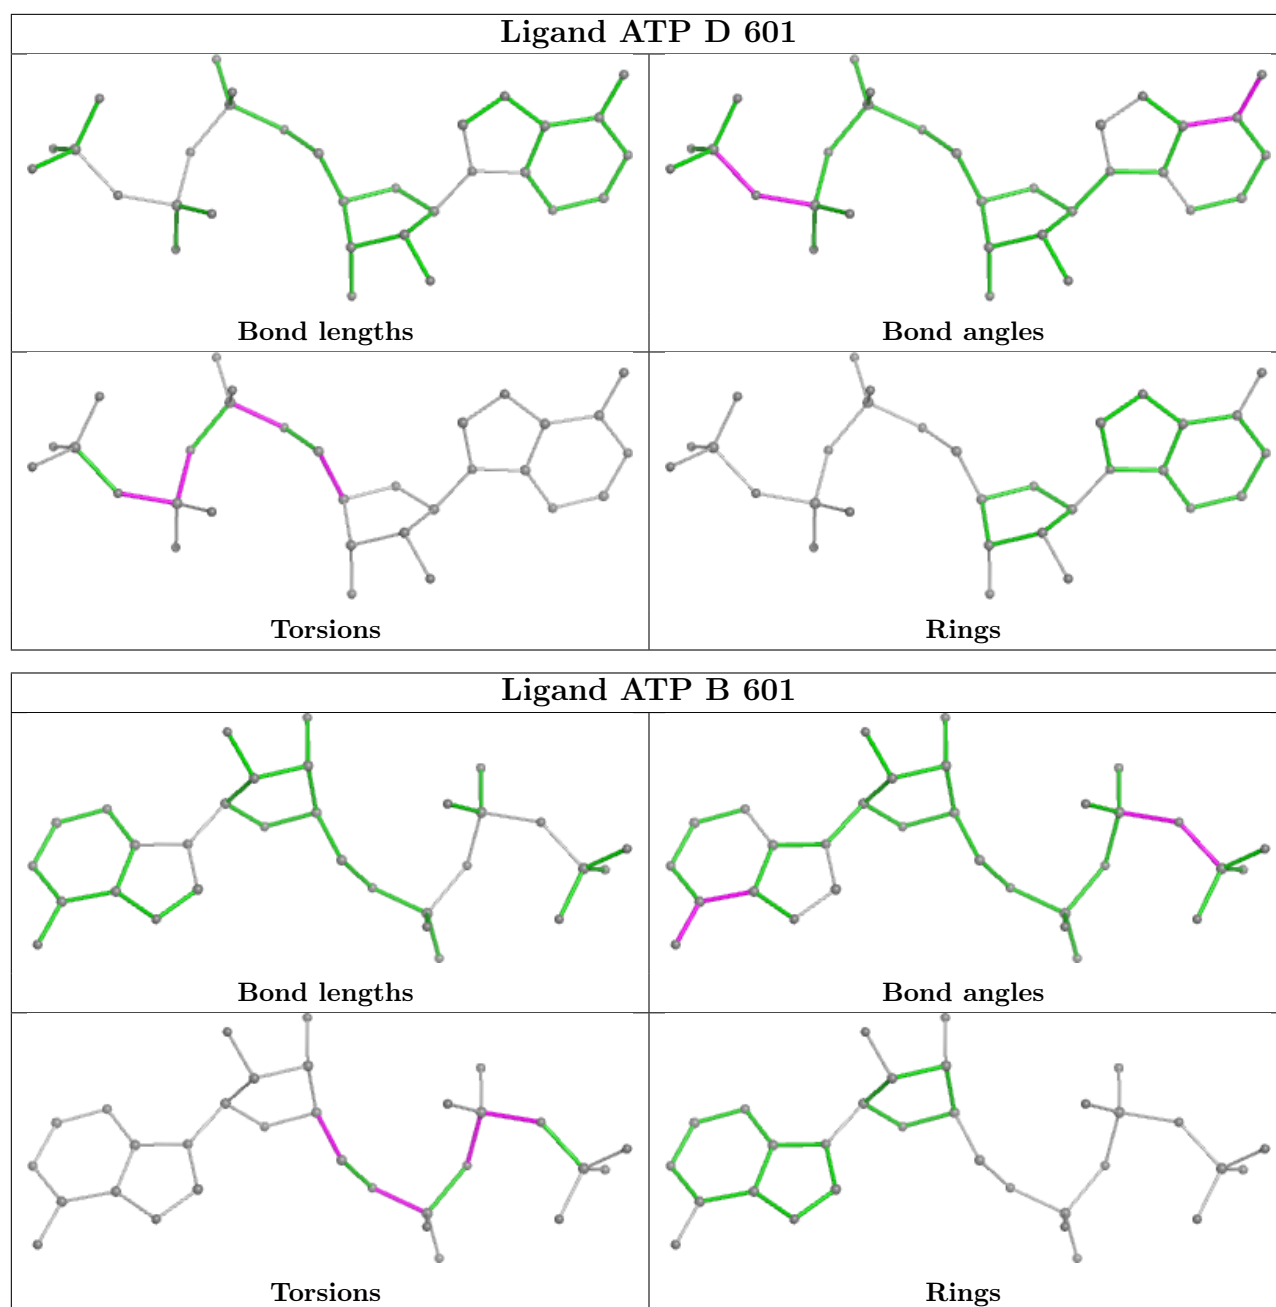 Ligand ATP D 601
Bond lengths
Bond angles
Torsions
Rings
Ligand ATP B 601
Bond lengths
Bond angles
Torsions
Rings